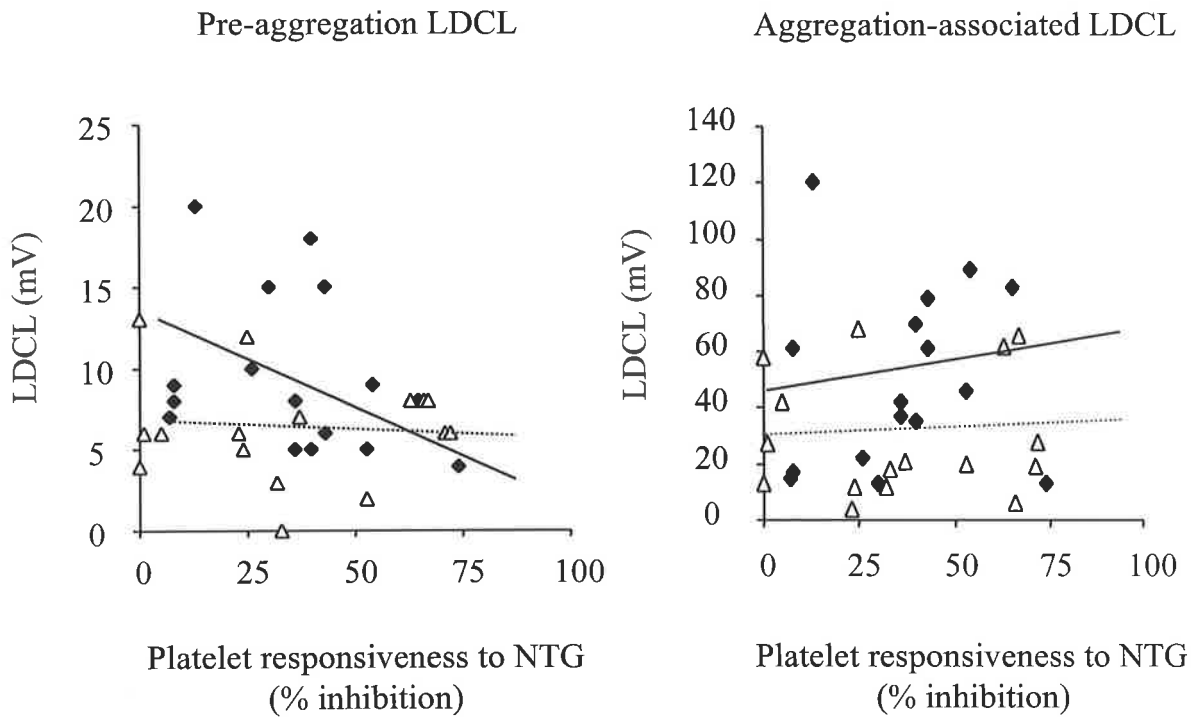 Pre-aggregation LDCL
25
20
15
10
5
0
LDCL (mV)
0 25 50 75 100
Platelet responsiveness to NTG
(% inhibition)
Aggregation-associated LDCL
140
120
100
80
60
40
20
0
LDCL (mV)
0 25 50 75 100
Platelet responsiveness to NTG
(% inhibition)